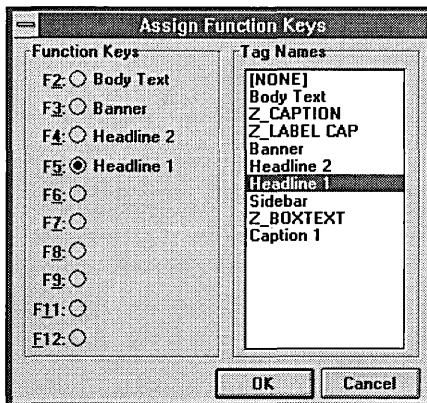 Assign Function Keys
Function Keys
F2: Body Text
F3: Banner
F4: Headline 2
F5: Headline 1
F6:
F7:
F8:
F9:
F11:
F12:
Tag Names
[NONE]
Body Text
Z_CAPTION
Z_LABEL CAP
Banner
Headline 2
Headline 1
Sidebar
Z_BOXTEXT
Caption 1
OK
Cancel